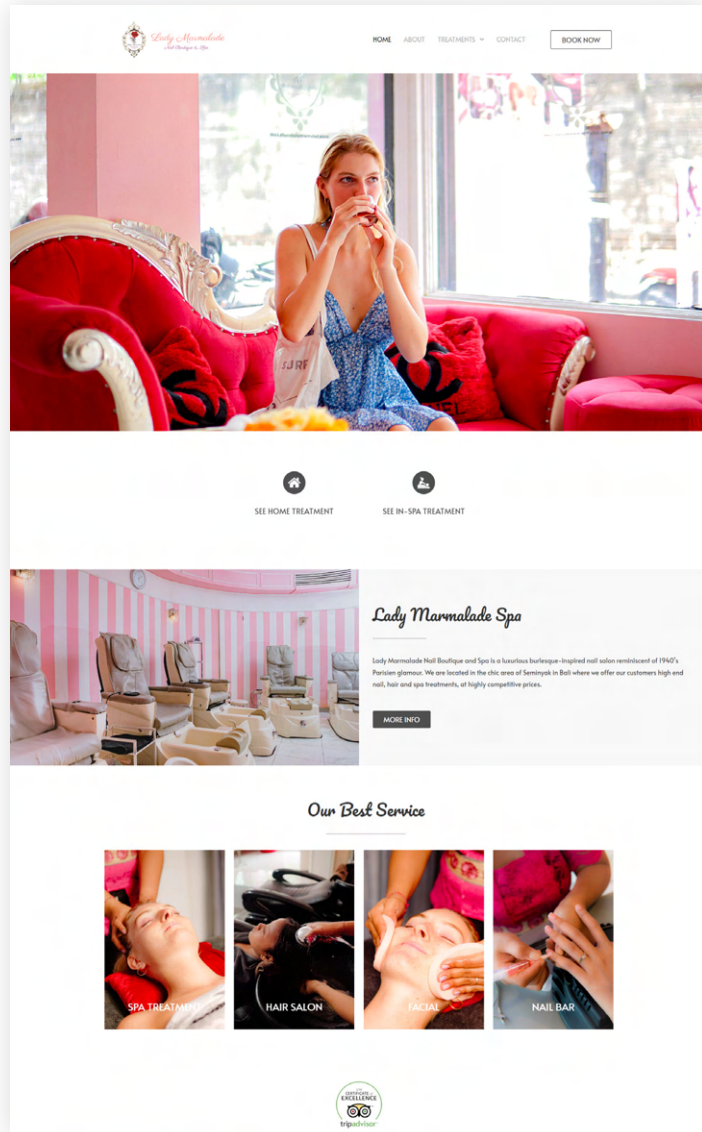 Lady Marmalade
Nail Boutique & Spa
HOME ABOUT TREATMENTS CONTACT BOOK NOW
SURF
SEE HOME TREATMENT SEE IN-SPA TREATMENT
Lady Marmalade Spa
Lady Marmalade Nail Boutique and Spa is a luxurious burlesque-inspired nail salon reminiscent of 1940's
Parisien glamour. We are located in the chic area of Seminyak in Bali where we offer our customers high end
nail, hair and spa treatments, at highly competitive prices.
MORE INFO
Our Best Service
SPA TREATMENT HAIR SALON FACIAL NAIL BAR
CERTIFICATE of
EXCELLENCE
tripadvisor